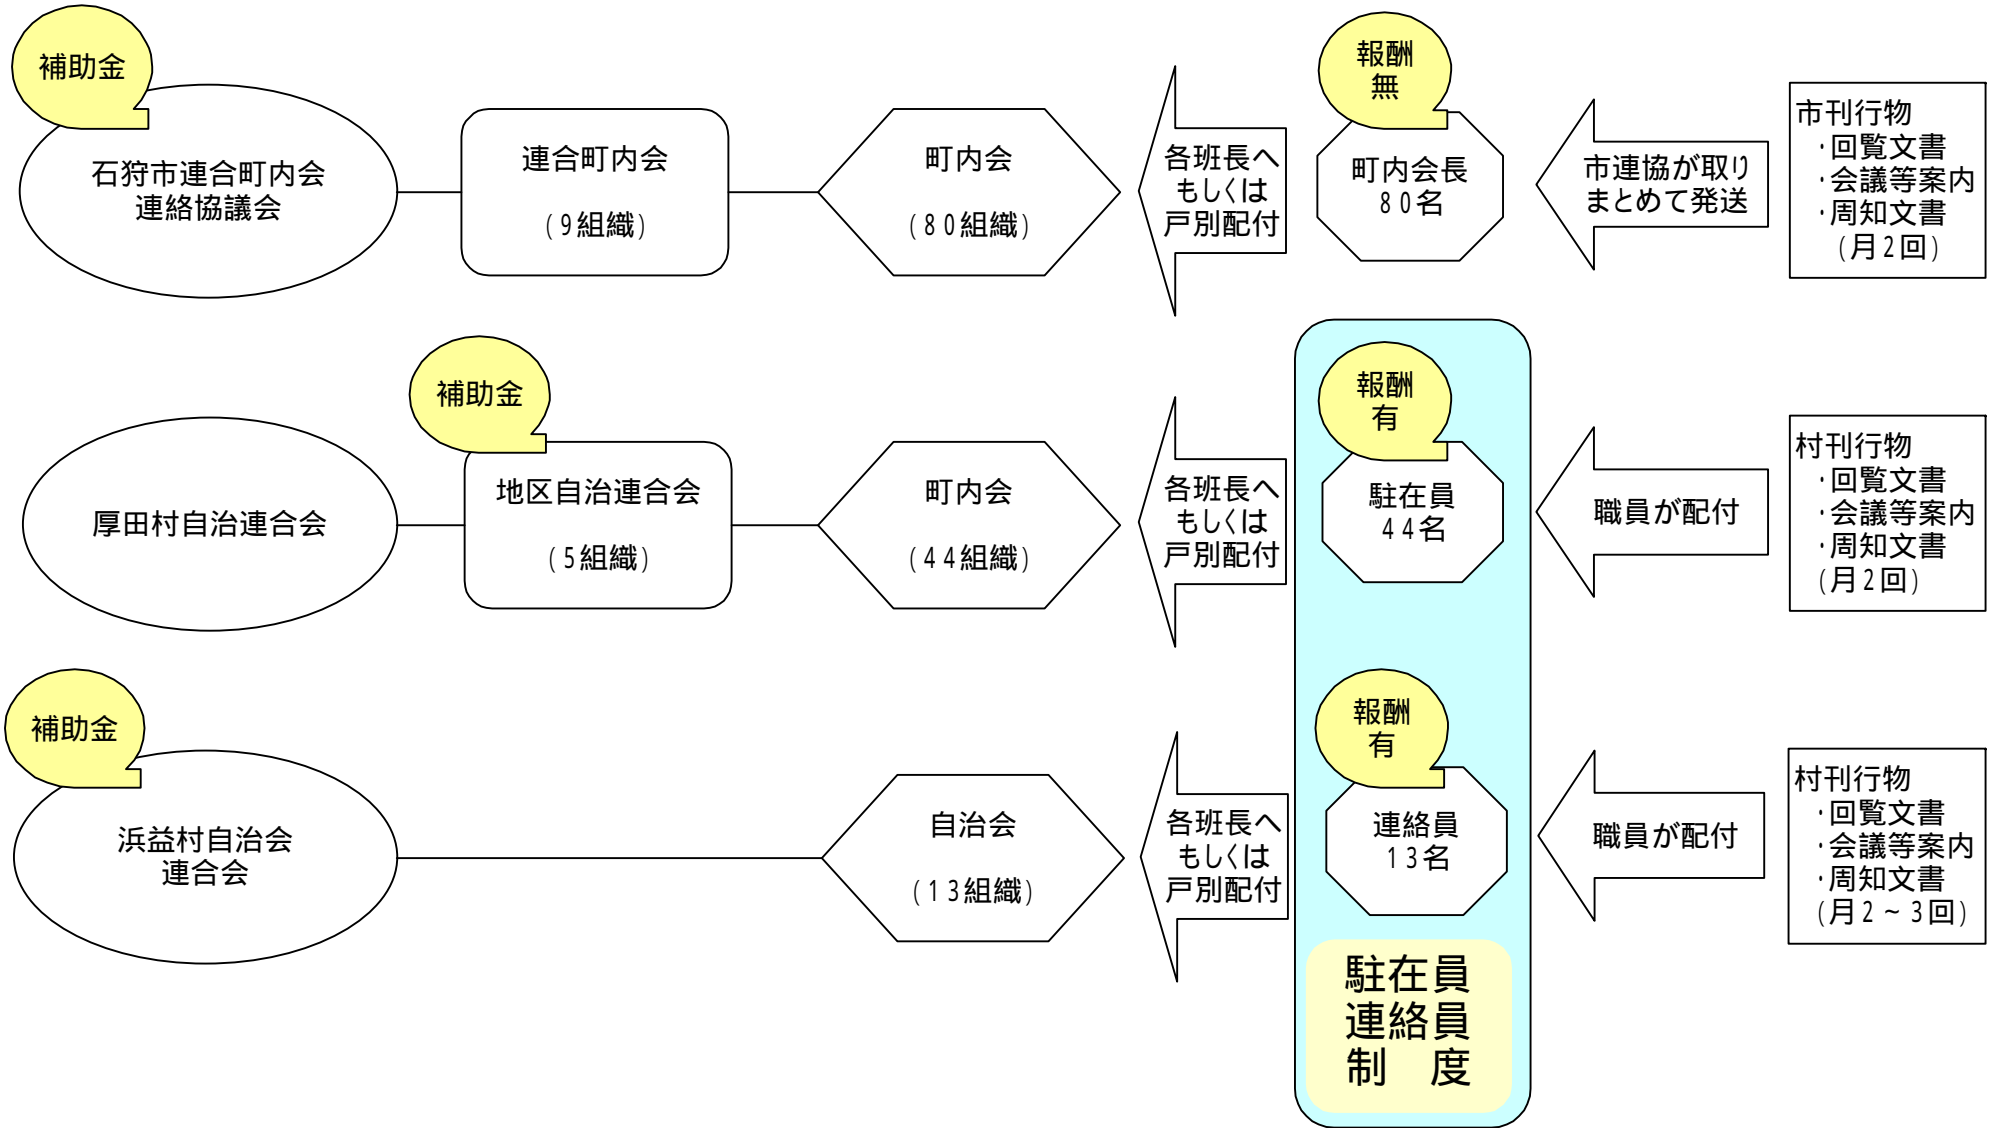 補助金
石狩市連合町内会
連絡協議会
連合町内会
(９組織)
町内会
(８０組織)
各班長へ
もしくは
戸別配付
報酬
無
町内会長
８０名
市連協が取り
まとめて発送
市刊行物
・回覧文書
・会議等案内
・周知文書
(月２回)
厚田村自治連合会
補助金
地区自治連合会
(５組織)
町内会
(４４組織)
各班長へ
もしくは
戸別配付
報酬
有
駐在員
４４名
職員が配付
村刊行物
・回覧文書
・会議等案内
・周知文書
(月２回)
補助金
浜益村自治会
連合会
自治会
(１３組織)
各班長へ
もしくは
戸別配付
報酬
有
連絡員
１３名
職員が配付
村刊行物
・回覧文書
・会議等案内
・周知文書
(月２～３回)
駐在員
連絡員
制　度